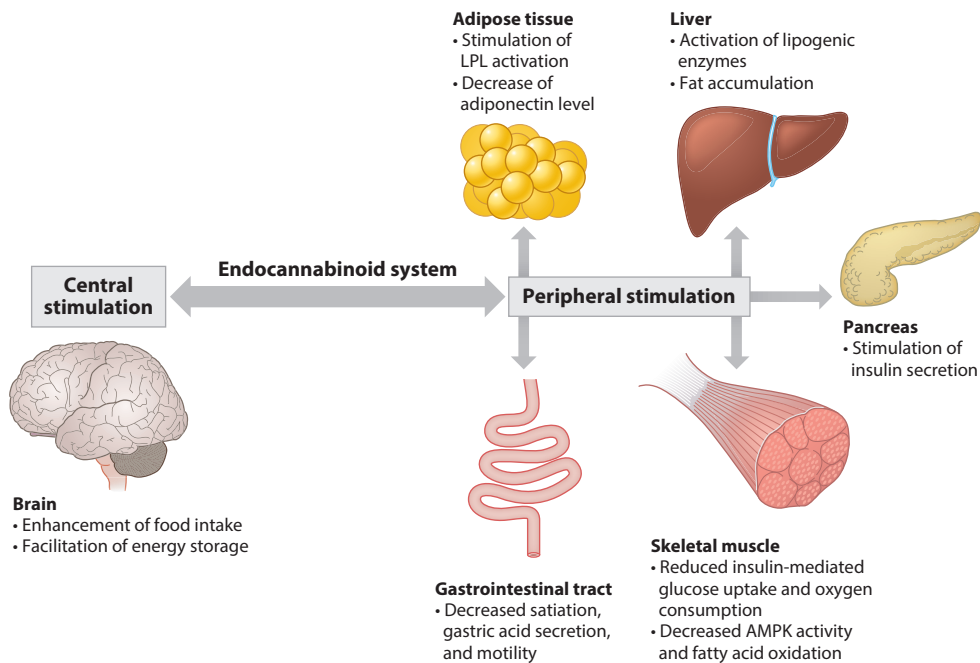 Adipose tissue
• Stimulation of
LPL activation
• Decrease of
adiponectin level
Liver
• Activation of lipogenic
enzymes
• Fat accumulation
Endocannabinoid system
Central
stimulation
Peripheral stimulation
Pancreas
• Stimulation of
insulin secretion
Brain
• Enhancement of food intake
• Facilitation of energy storage
Gastrointestinal tract
• Decreased satiation,
gastric acid secretion,
and motility
Skeletal muscle
• Reduced insulin-mediated
glucose uptake and oxygen
consumption
• Decreased AMPK activity
and fatty acid oxidation